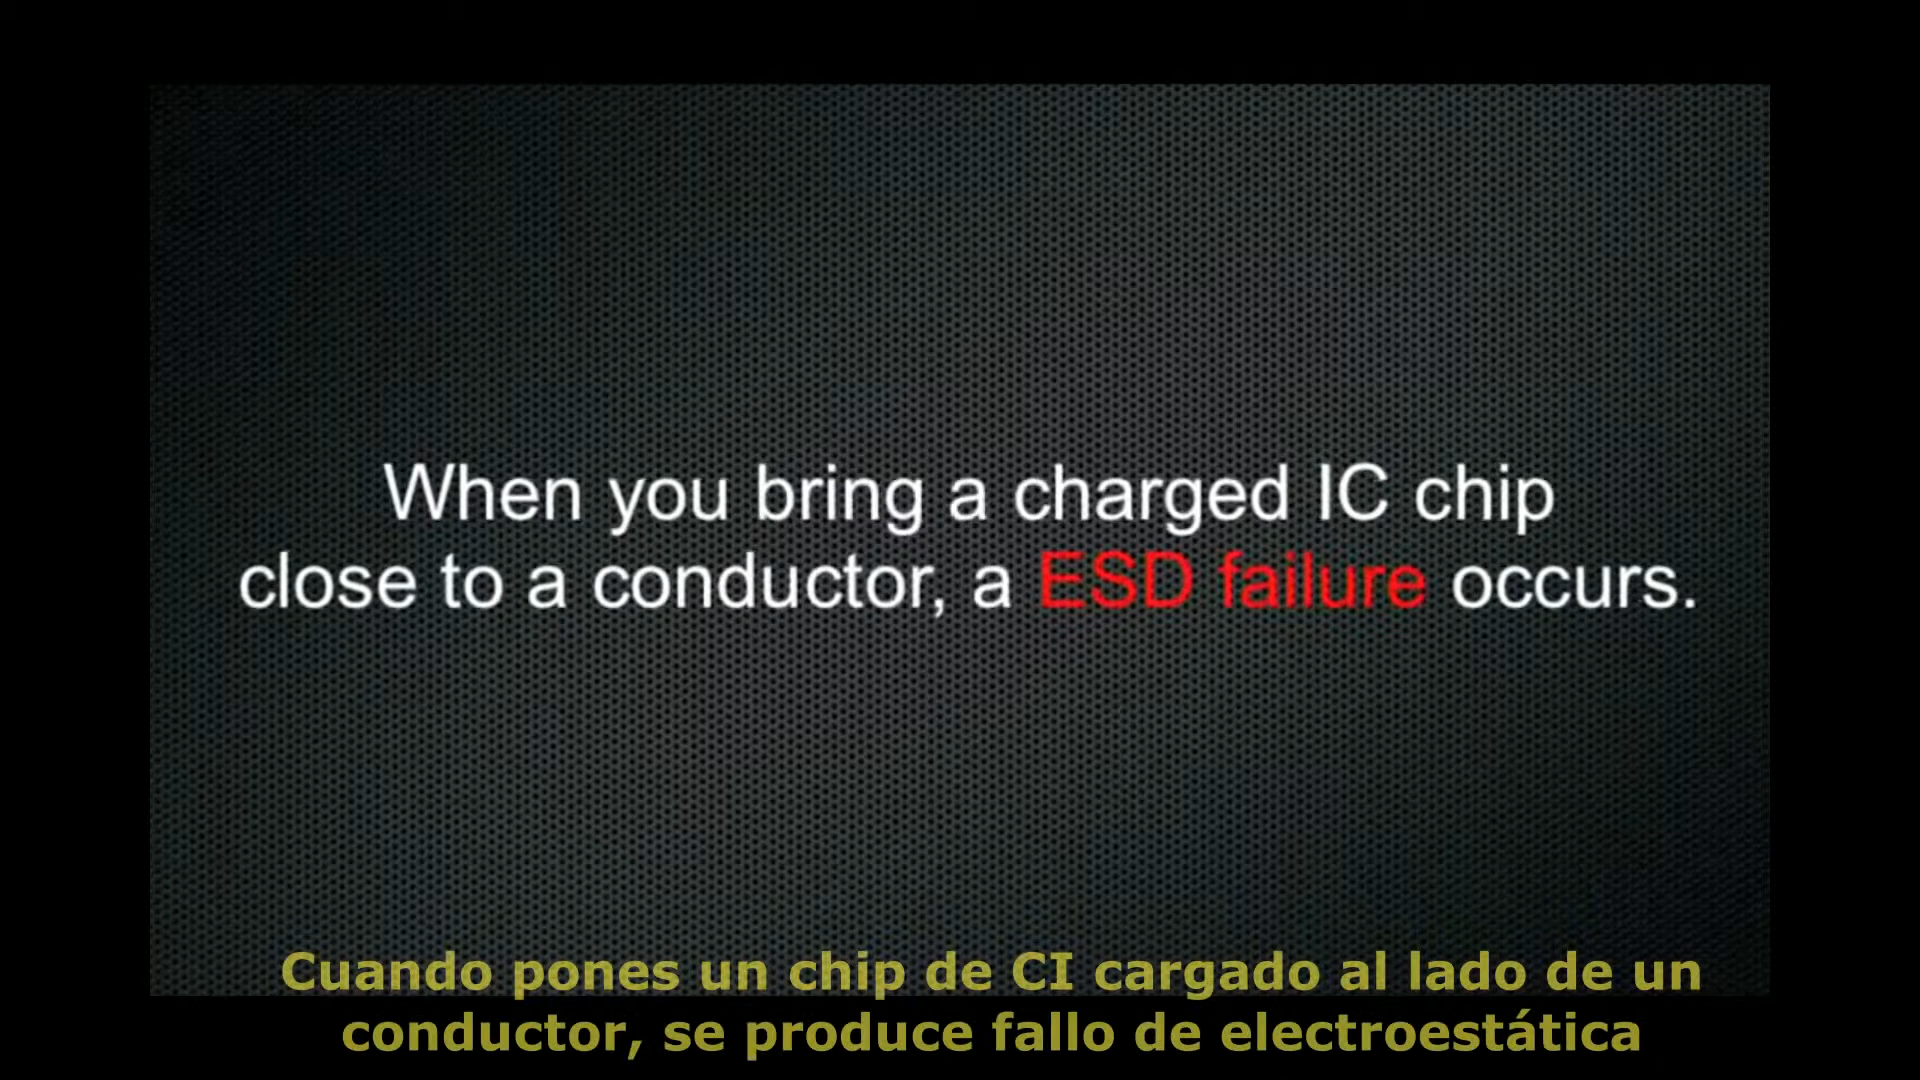 When you bring a charged IC chip
close to a conductor, a ESD failure occurs.
Cuando pones un chip de CI cargado al lado de un
conductor, se produce fallo de electroestática